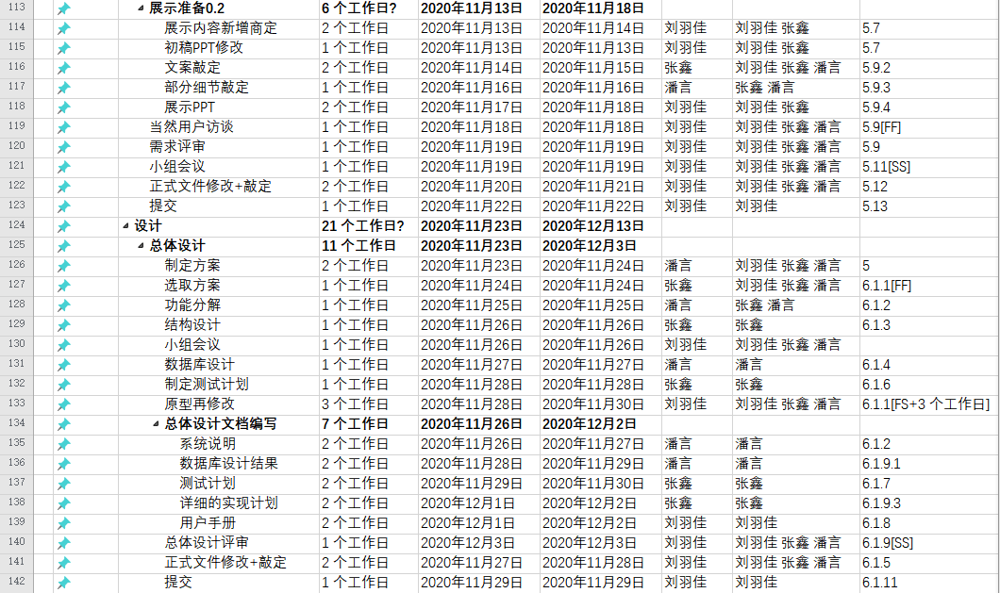 113 展示准备0.2 6 个工作日? 2020年11月13日 2020年11月18日
114 展示内容新增商定 2 个工作日 2020年11月13日 2020年11月14日 刘羽佳 刘羽佳 张鑫 5.7
115 初稿PPT修改 1 个工作日 2020年11月13日 2020年11月13日 刘羽佳 刘羽佳 张鑫 5.7
116 文案敲定 2 个工作日 2020年11月14日 2020年11月15日 张鑫 刘羽佳 张鑫 潘言 5.9.2
117 部分细节敲定 1 个工作日 2020年11月16日 2020年11月16日 潘言 张鑫 潘言 5.9.3
118 展示PPT 2 个工作日 2020年11月17日 2020年11月18日 刘羽佳 刘羽佳 张鑫 5.9.4
119 当然用户访谈 1 个工作日 2020年11月18日 2020年11月18日 刘羽佳 刘羽佳 张鑫 潘言 5.9[FF]
120 需求评审 1 个工作日 2020年11月19日 2020年11月19日 刘羽佳 刘羽佳 张鑫 潘言 5.9
121 小组会议 1 个工作日 2020年11月19日 2020年11月19日 刘羽佳 刘羽佳 张鑫 潘言 5.11[SS]
122 正式文件修改+敲定 2 个工作日 2020年11月20日 2020年11月21日 刘羽佳 刘羽佳 张鑫 潘言 5.12
123 提交 1 个工作日 2020年11月22日 2020年11月22日 刘羽佳 刘羽佳 5.13
124 设计 21 个工作日? 2020年11月23日 2020年12月13日
125 总体设计 11 个工作日 2020年11月23日 2020年12月3日
126 制定方案 2 个工作日 2020年11月23日 2020年11月24日 潘言 刘羽佳 张鑫 潘言 5
127 选取方案 1 个工作日 2020年11月24日 2020年11月24日 张鑫 刘羽佳 张鑫 潘言 6.1.1[FF]
128 功能分解 1 个工作日 2020年11月25日 2020年11月25日 潘言 张鑫 潘言 6.1.2
129 结构设计 1 个工作日 2020年11月26日 2020年11月26日 张鑫 张鑫 6.1.3
130 小组会议 1 个工作日 2020年11月26日 2020年11月26日 刘羽佳 刘羽佳 张鑫 潘言
131 数据库设计 1 个工作日 2020年11月27日 2020年11月27日 潘言 潘言 6.1.4
132 制定测试计划 1 个工作日 2020年11月28日 2020年11月28日 张鑫 张鑫 6.1.6
133 原型再修改 3 个工作日 2020年11月28日 2020年11月30日 刘羽佳 刘羽佳 张鑫 潘言 6.1.1[FS+3 个工作日]
134 总体设计文档编写 7 个工作日 2020年11月26日 2020年12月2日
135 系统说明 2 个工作日 2020年11月26日 2020年11月27日 潘言 潘言 6.1.2
136 数据库设计结果 2 个工作日 2020年11月28日 2020年11月29日 潘言 潘言 6.1.9.1
137 测试计划 2 个工作日 2020年11月29日 2020年11月30日 张鑫 张鑫 6.1.7
138 详细的实现计划 2 个工作日 2020年12月1日 2020年12月2日 张鑫 张鑫 6.1.9.3
139 用户手册 2 个工作日 2020年12月1日 2020年12月2日 刘羽佳 刘羽佳 6.1.8
140 总体设计评审 1 个工作日 2020年12月3日 2020年12月3日 刘羽佳 刘羽佳 张鑫 潘言 6.1.9[SS]
141 正式文件修改+敲定 2 个工作日 2020年11月27日 2020年11月28日 刘羽佳 刘羽佳 张鑫 潘言 6.1.5
142 提交 1 个工作日 2020年11月29日 2020年11月29日 刘羽佳 刘羽佳 6.1.11